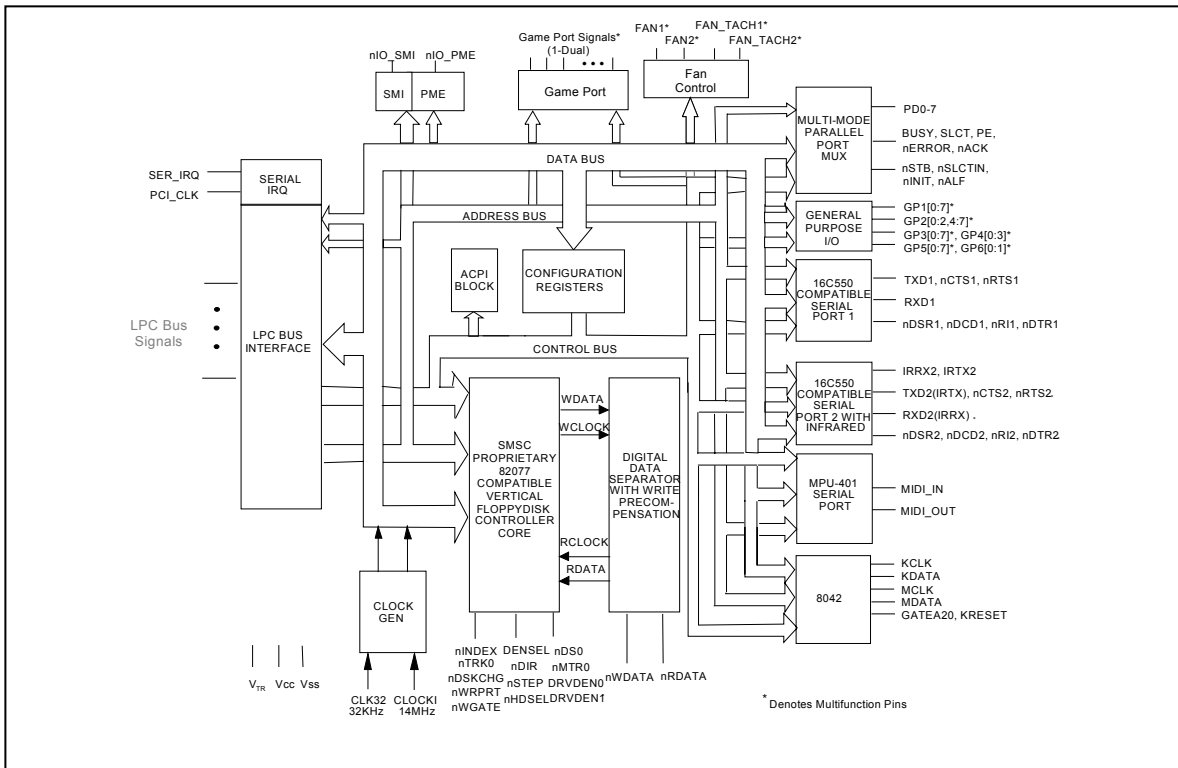 Game Port Signals*
(1-Dual)
FAN1*
FAN_TACH1*
FAN2*
FAN_TACH2*
nIO_SMI
nIO_PME
SMI
PME
Game Port
Fan
Control
MULTI-MODE
PARALLEL
PORT
MUX
PD0-7
BUSY, SLCT, PE,
nERROR, nACK
nSTB, nSLCTIN,
nINIT, nALF
SER_IRQ
PCI_CLK
SERIAL
IRQ
DATA BUS
ADDRESS BUS
GENERAL
PURPOSE
I/O
GP1[0:7]*
GP2[0:2,4:7]*
GP3[0:7]*, GP4[0:3]*
GP5[0:7]*, GP6[0:1]*
ACPI
BLOCK
CONFIGURATION
REGISTERS
16C550
COMPATIBLE
SERIAL
PORT 1
TXD1, nCTS1, nRTS1
RXD1
nDSR1, nDCD1, nRI1, nDTR1
LPC Bus
Signals
LPC BUS
INTERFACE
CONTROL BUS
16C550
COMPATIBLE
SERIAL
PORT 2 WITH
INFRARED
IRRX2, IRTX2
TXD2(IRTX), nCTS2, nRTS2.
RXD2(IRRX) .
nDSR2, nDCD2, nRI2, nDTR2.
SMSC
PROPRIETARY
82077
COMPATIBLE
VERTICAL
FLOPPYDISK
CONTROLLER
CORE
WDATA
WCLOCK
RCLOCK
RDATA
DIGITAL
DATA
SEPARATOR
WITH WRITE
PRECOM-
PENSATION
MPU-401
SERIAL
PORT
MIDI_IN
MIDI_OUT
8042
KCLK
KDATA
MCLK
MDATA
GATEA20, KRESET
CLOCK
GEN
VTR Vcc Vss
CLK32
32KHz
CLOCKI
14MHz
nINDEX
nTRK0
nDSKCHG
nWRPRT
nWGATE
DENSEL
nDIR
nSTEP
nHDSEL
nDS0
nMTR0
DRVDEN0
DRVDEN1
nWDATA
nRDATA
* Denotes Multifunction Pins